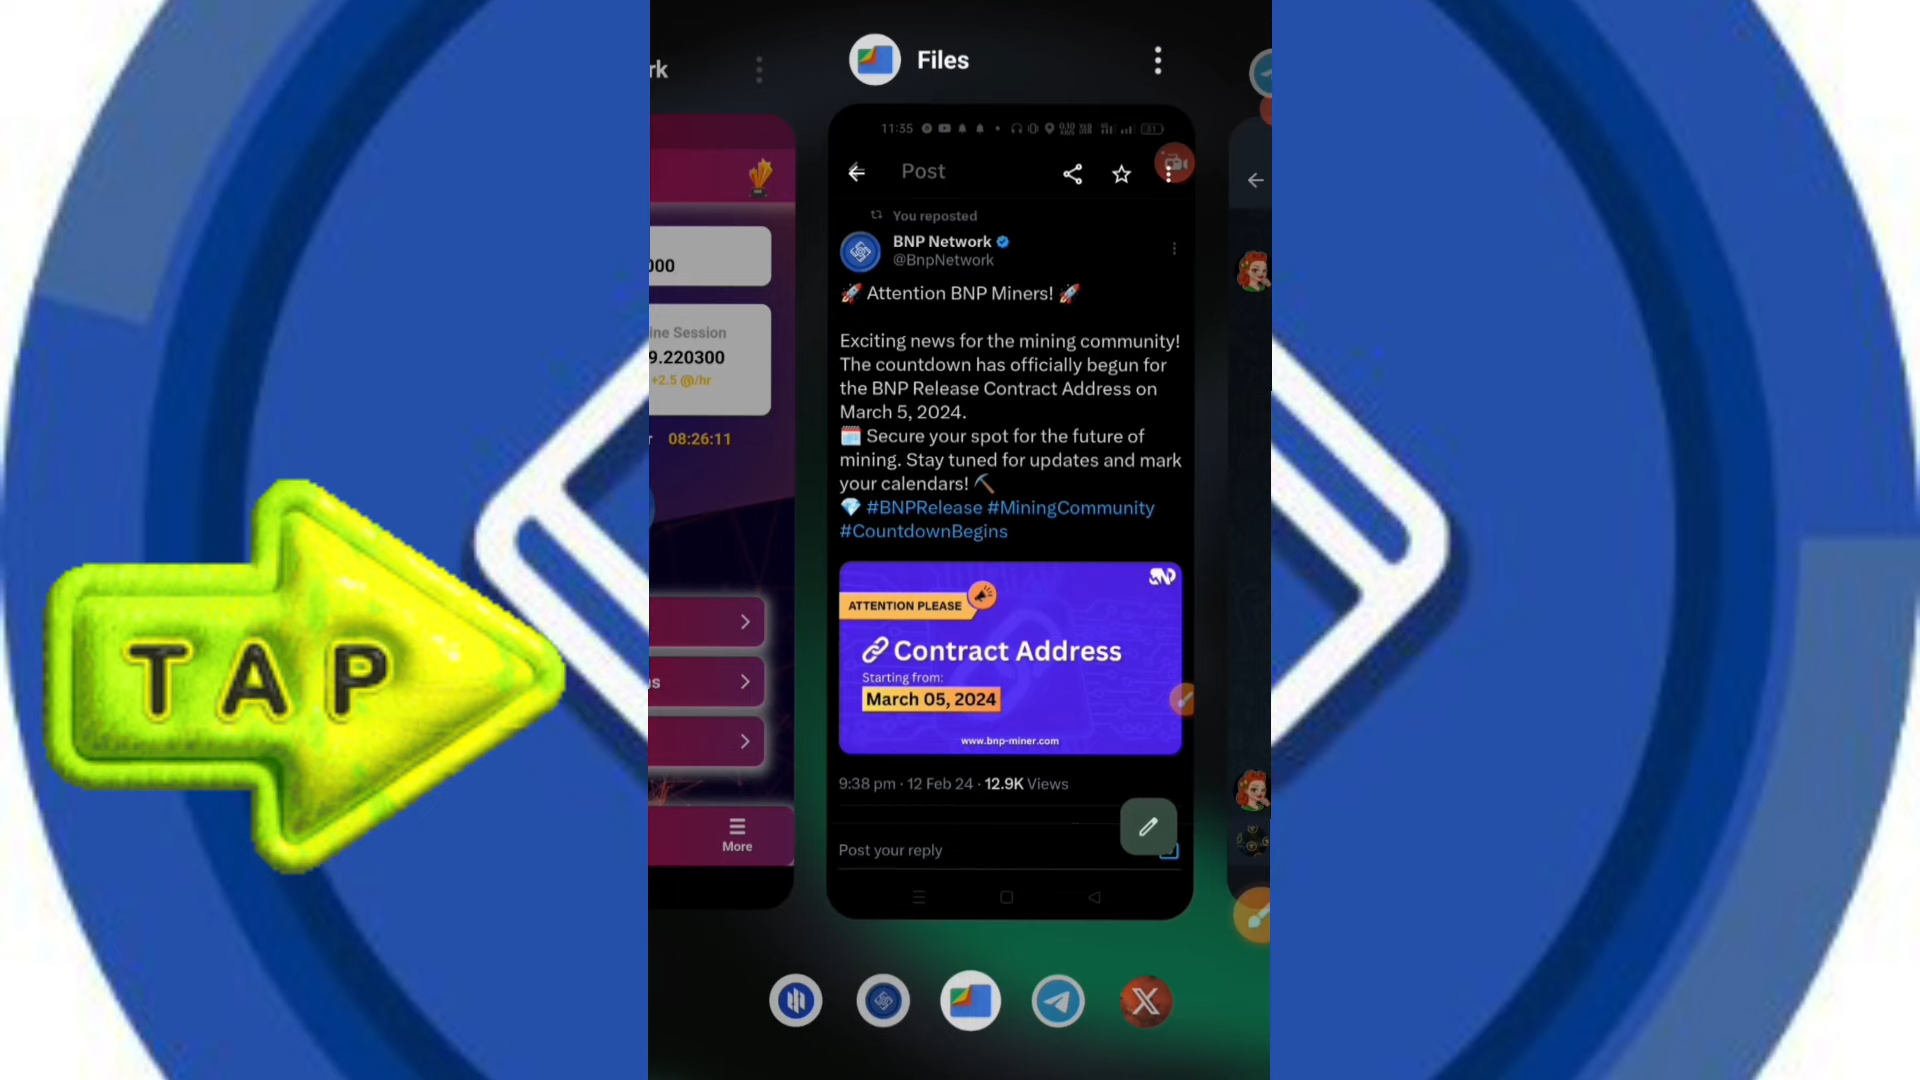 TAP
rk
Files
000
ine Session
9.220300
+2.5 @/hr
r 08:26:11
s
More
11:35
Post
You reposted
BNP Network
@BnpNetwork
🚀 Attention BNP Miners! 🚀
Exciting news for the mining community!
The countdown has officially begun for
the BNP Release Contract Address on
March 5, 2024.
🗓️ Secure your spot for the future of
mining. Stay tuned for updates and mark
your calendars! ⛏️
💎 #BNPRelease #MiningCommunity
#CountdownBegins
ATTENTION PLEASE
Contract Address
Starting from:
March 05, 2024
www.bnp-miner.com
9:38 pm · 12 Feb 24 · 12.9K Views
Post your reply